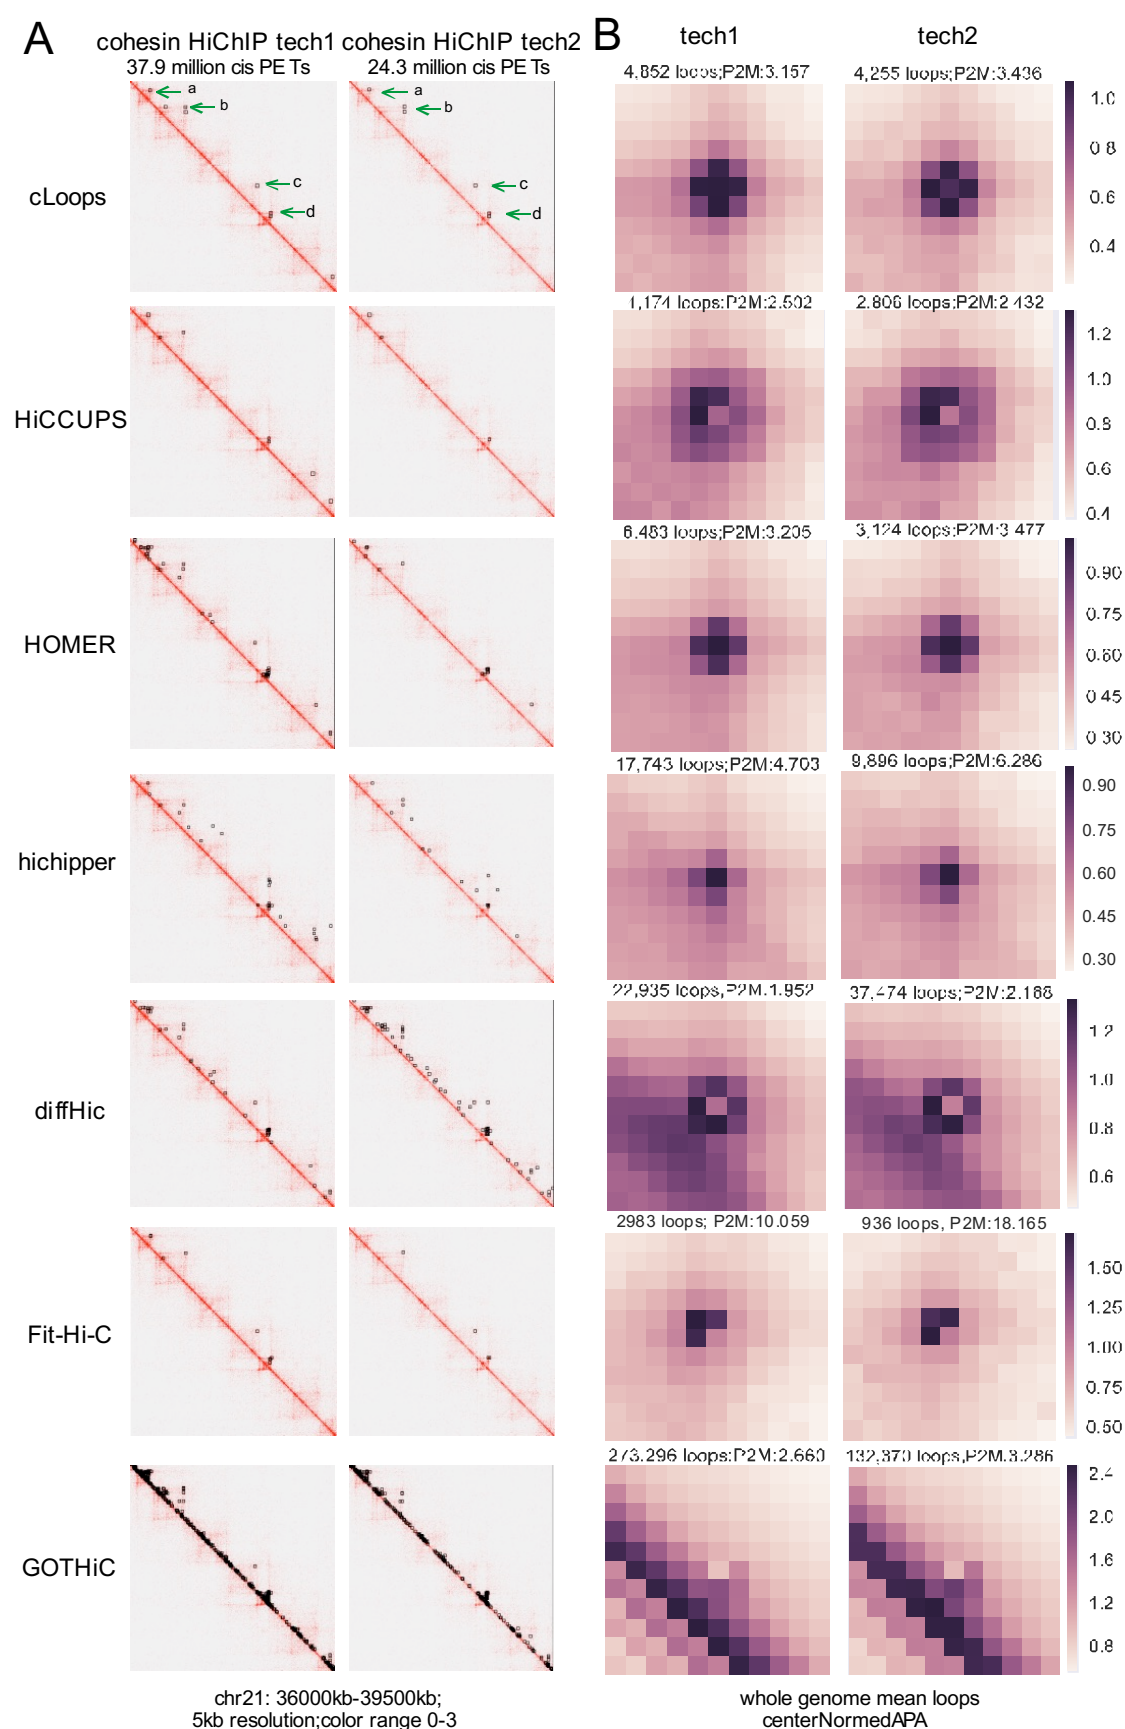 A
B
cohesin HiChIP tech1
cohesin HiChIP tech2
37.9 million cis PETs
24.3 million cis PETs
tech1
tech2
cLoops
a
b
c
d
a
b
c
d
4,852 loops;P2M:3.157
4,255 loops;P2M:3.436
1.0
0.8
0.6
0.4
HiCCUPS
1,174 loops;P2M:2.502
2,806 loops;P2M:2.432
1.2
1.0
0.8
0.6
0.4
HOMER
6,483 loops;P2M:3.205
3,124 loops;P2M:3.477
0.90
0.75
0.60
0.45
0.30
hichipper
17,743 loops;P2M:4.703
9,896 loops;P2M:6.286
0.90
0.75
0.60
0.45
0.30
diffHic
22,935 loops,P2M:1.952
37,474 loops;P2M:2.168
1.2
1.0
0.8
0.6
Fit-Hi-C
2983 loops; P2M:10.059
936 loops, P2M:18.165
1.50
1.25
1.00
0.75
0.50
GOTHiC
273,296 loops;P2M:2.660
132,370 loops,P2M:3.286
2.4
2.0
1.6
1.2
0.8
chr21: 36000kb-39500kb;
5kb resolution;color range 0-3
whole genome mean loops
centerNormedAPA